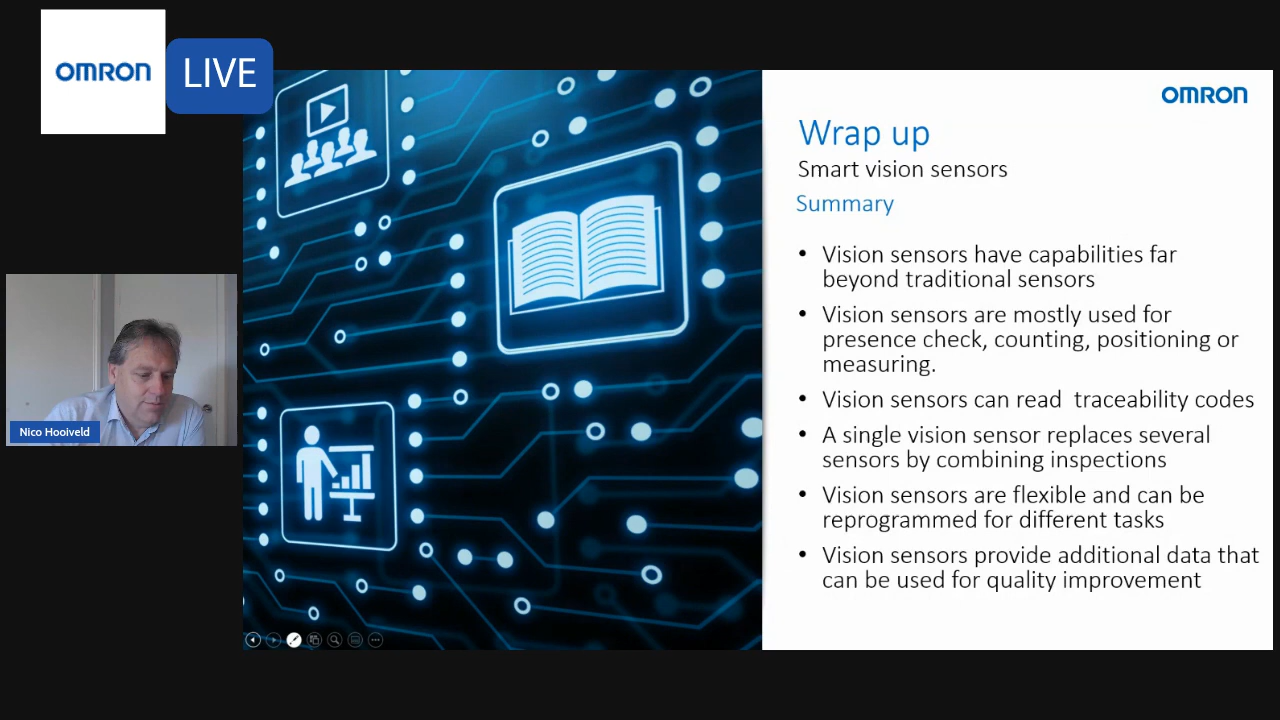 OMRON
LIVE
OMRON
Wrap up
Smart vision sensors
Summary
• Vision sensors have capabilities far
beyond traditional sensors
• Vision sensors are mostly used for
presence check, counting, positioning or
measuring.
• Vision sensors can read  traceability codes
• A single vision sensor replaces several
sensors by combining inspections
• Vision sensors are flexible and can be
reprogrammed for different tasks
• Vision sensors provide additional data that
can be used for quality improvement
Nico Hooiveld